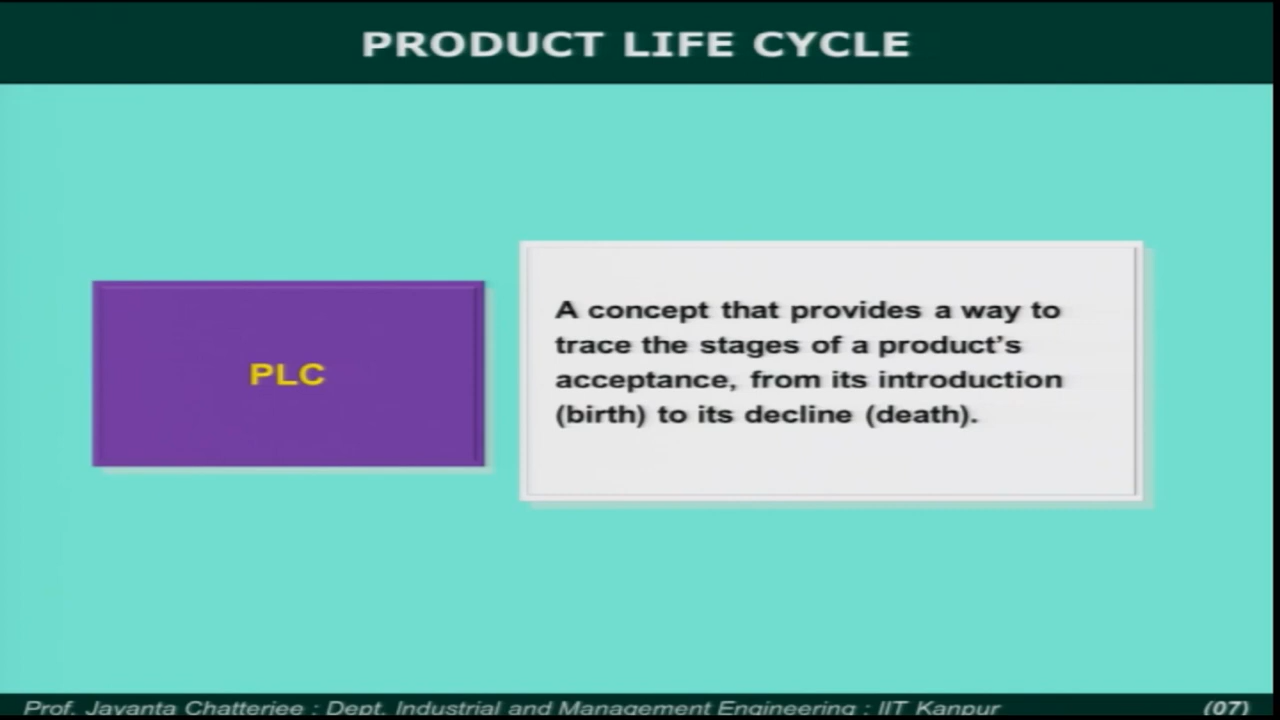 PRODUCT LIFE CYCLE
PLC
A concept that provides a way to
trace the stages of a product's
acceptance, from its introduction
(birth) to its decline (death).
Prof. Jayanta Chatterjee : Dept. Industrial and Management Engineering : IIT Kanpur (07)